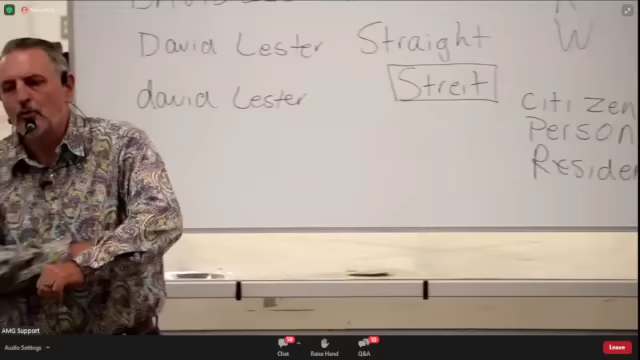 David Lester Straight W
david Lester Streit
Citizen
Person
Residen
AMG Support
Audio Settings
Chat
Raise Hand
Q&A
Leave